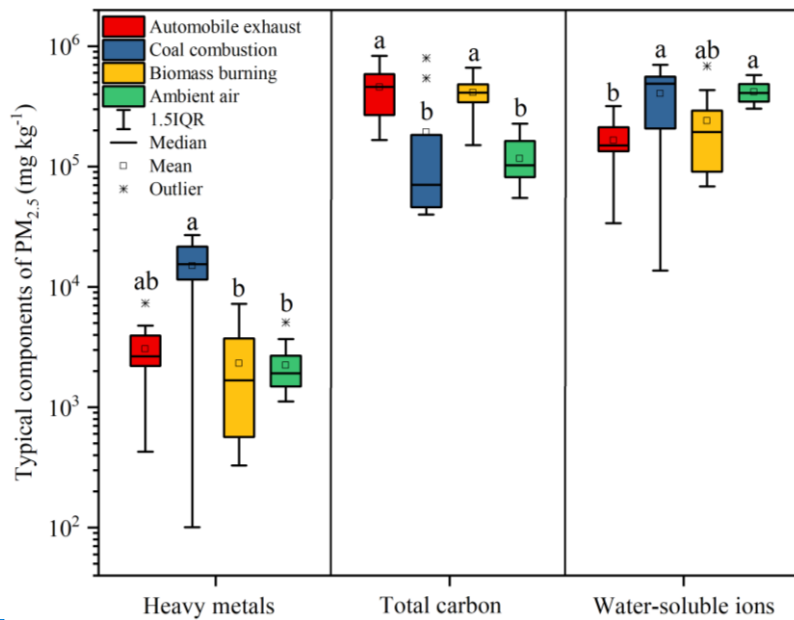 Automobile exhaust
Coal combustion
Biomass burning
Ambient air
1.5IQR
Median
Mean
Outlier
Typical components of PM2.5 (mg kg-1)
10^6
10^5
10^4
10^3
10^2
ab
a
b
b
a
b
a
b
b
a
ab
a
Heavy metals
Total carbon
Water-soluble ions